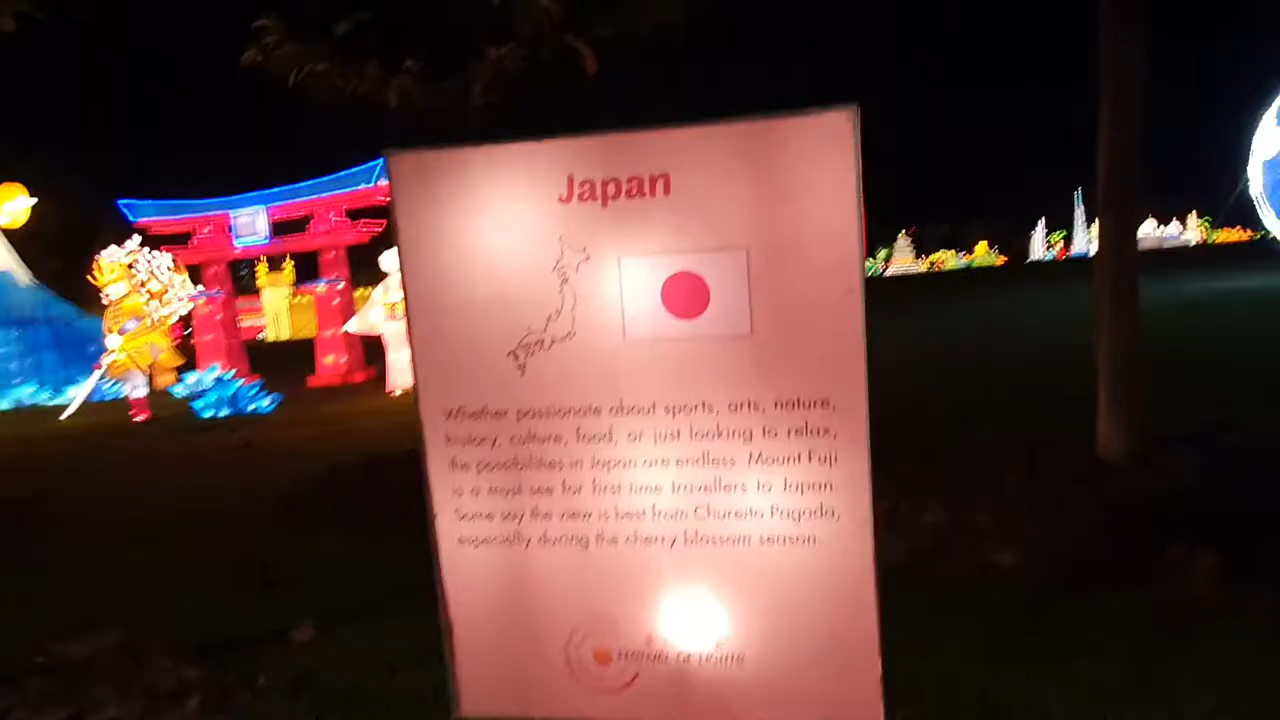 Japan
Whether passionate about sports, arts, nature,
history, culture, food, or just looking to relax,
the possibilities in Japan are endless. Mount Fuji
is a must-see for first-time travellers to Japan.
Some say the view is best from Chureito Pagoda,
especially during the cherry blossom season.
OF LIGHTS